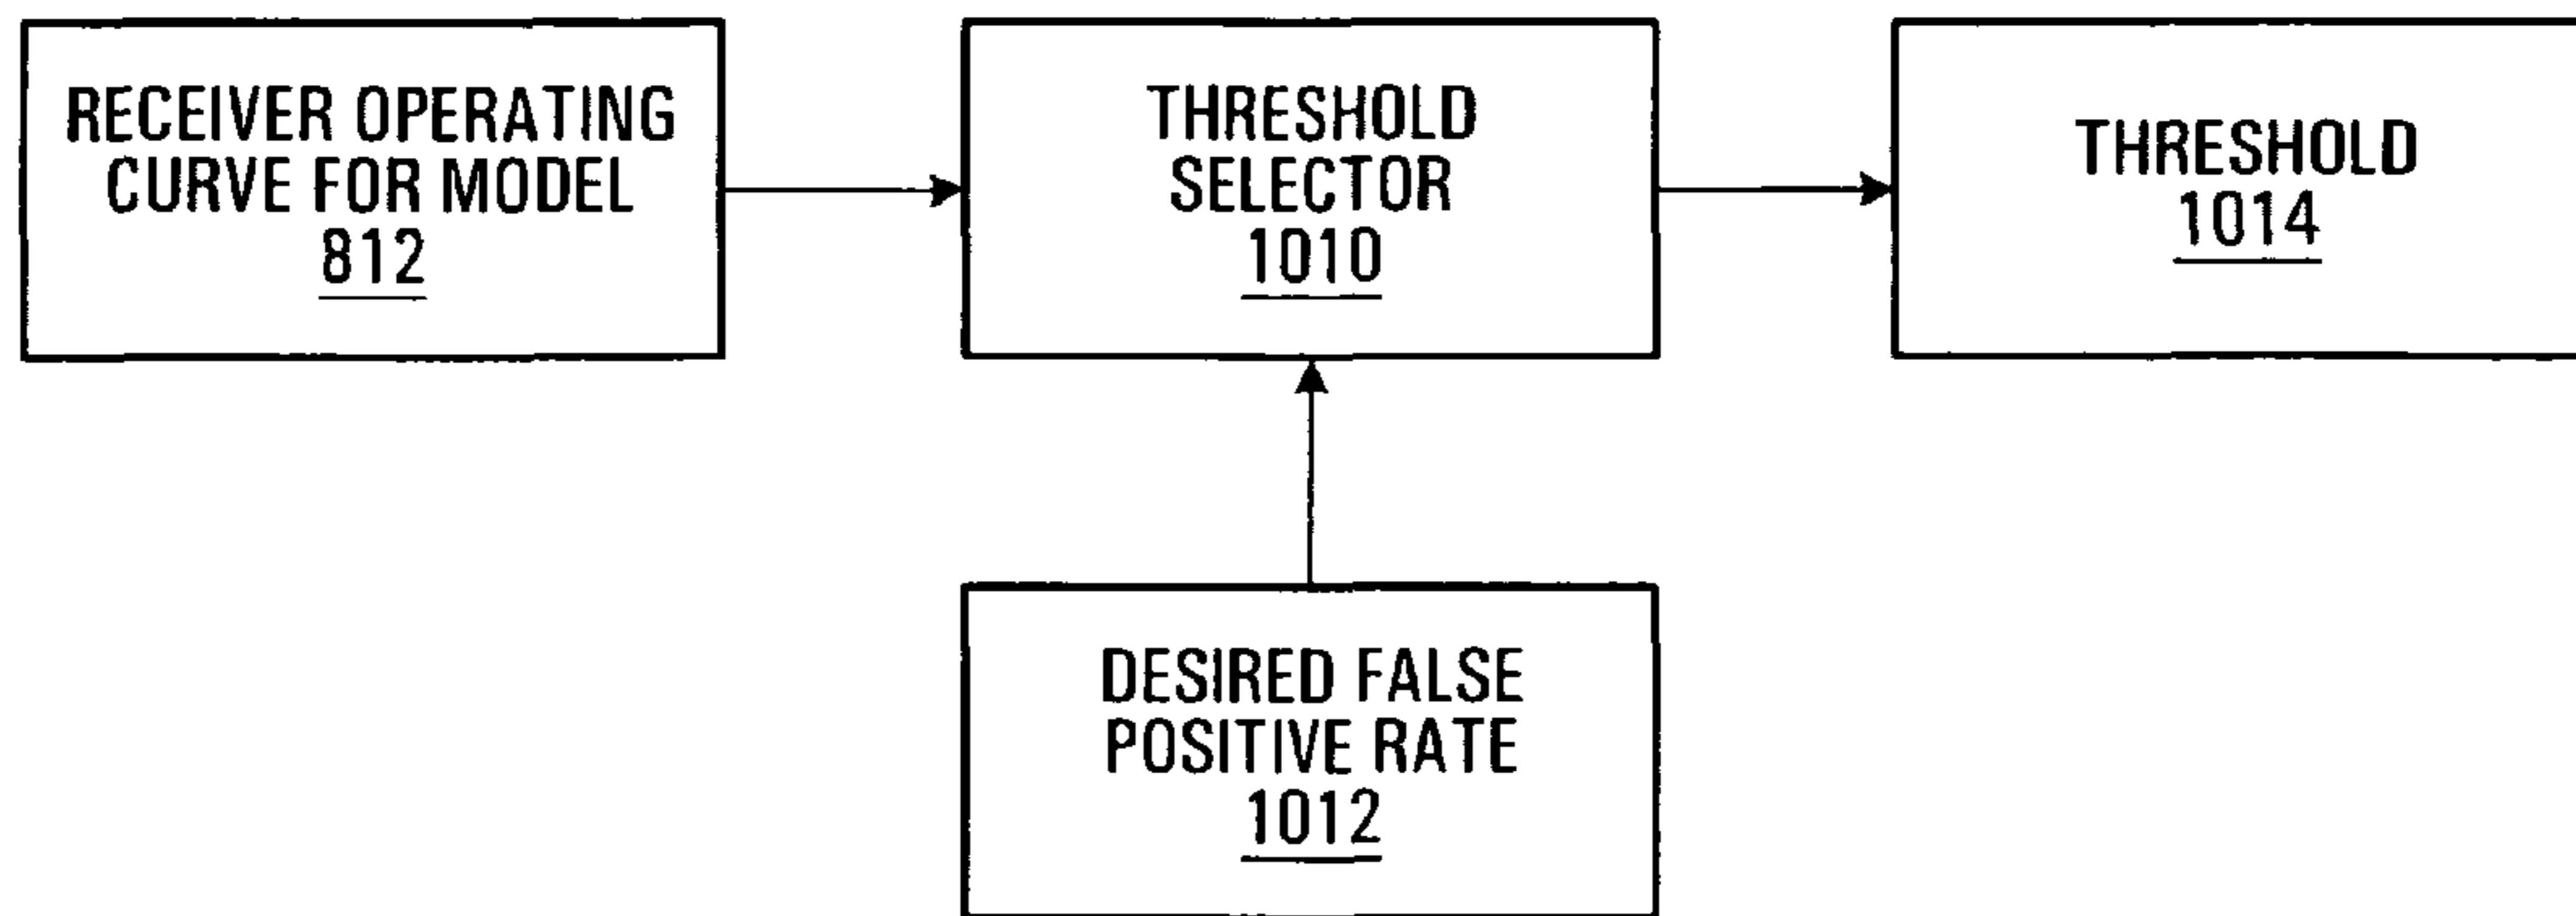 RECEIVER OPERATING
CURVE FOR MODEL
812
THRESHOLD
SELECTOR
1010
THRESHOLD
1014
DESIRED FALSE
POSITIVE RATE
1012